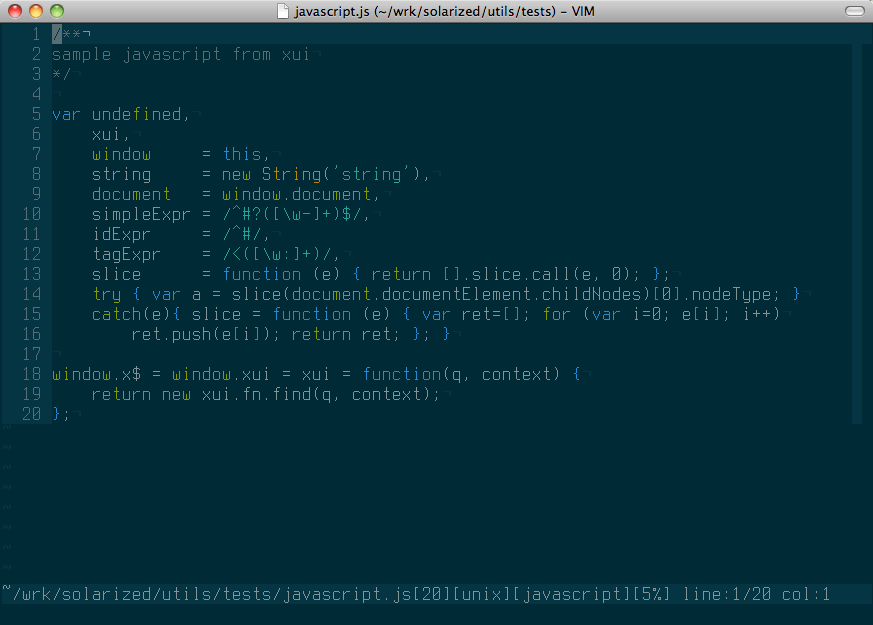 javascript.js (~/wrk/solarized/utils/tests) – VIM
1 /**¬
2 sample javascript from xui¬
3 */¬
4 ¬
5 var undefined,¬
6     xui,¬
7     window     = this,¬
8     string     = new String('string'),¬
9     document   = window.document,¬
10     simpleExpr = /^#?([\w-]+)$/,¬
11     idExpr     = /^#/,¬
12     tagExpr    = /<([\w:]+)/,¬
13     slice      = function (e) { return [].slice.call(e, 0); };¬
14     try { var a = slice(document.documentElement.childNodes)[0].nodeType; }¬
15     catch(e){ slice = function (e) { var ret=[]; for (var i=0; e[i]; i++)¬
16         ret.push(e[i]); return ret; }; }¬
17 ¬
18 window.x$ = window.xui = xui = function(q, context) {¬
19     return new xui.fn.find(q, context);¬
20 };¬
~/wrk/solarized/utils/tests/javascript.js[20][unix][javascript][5%] line:1/20 col:1